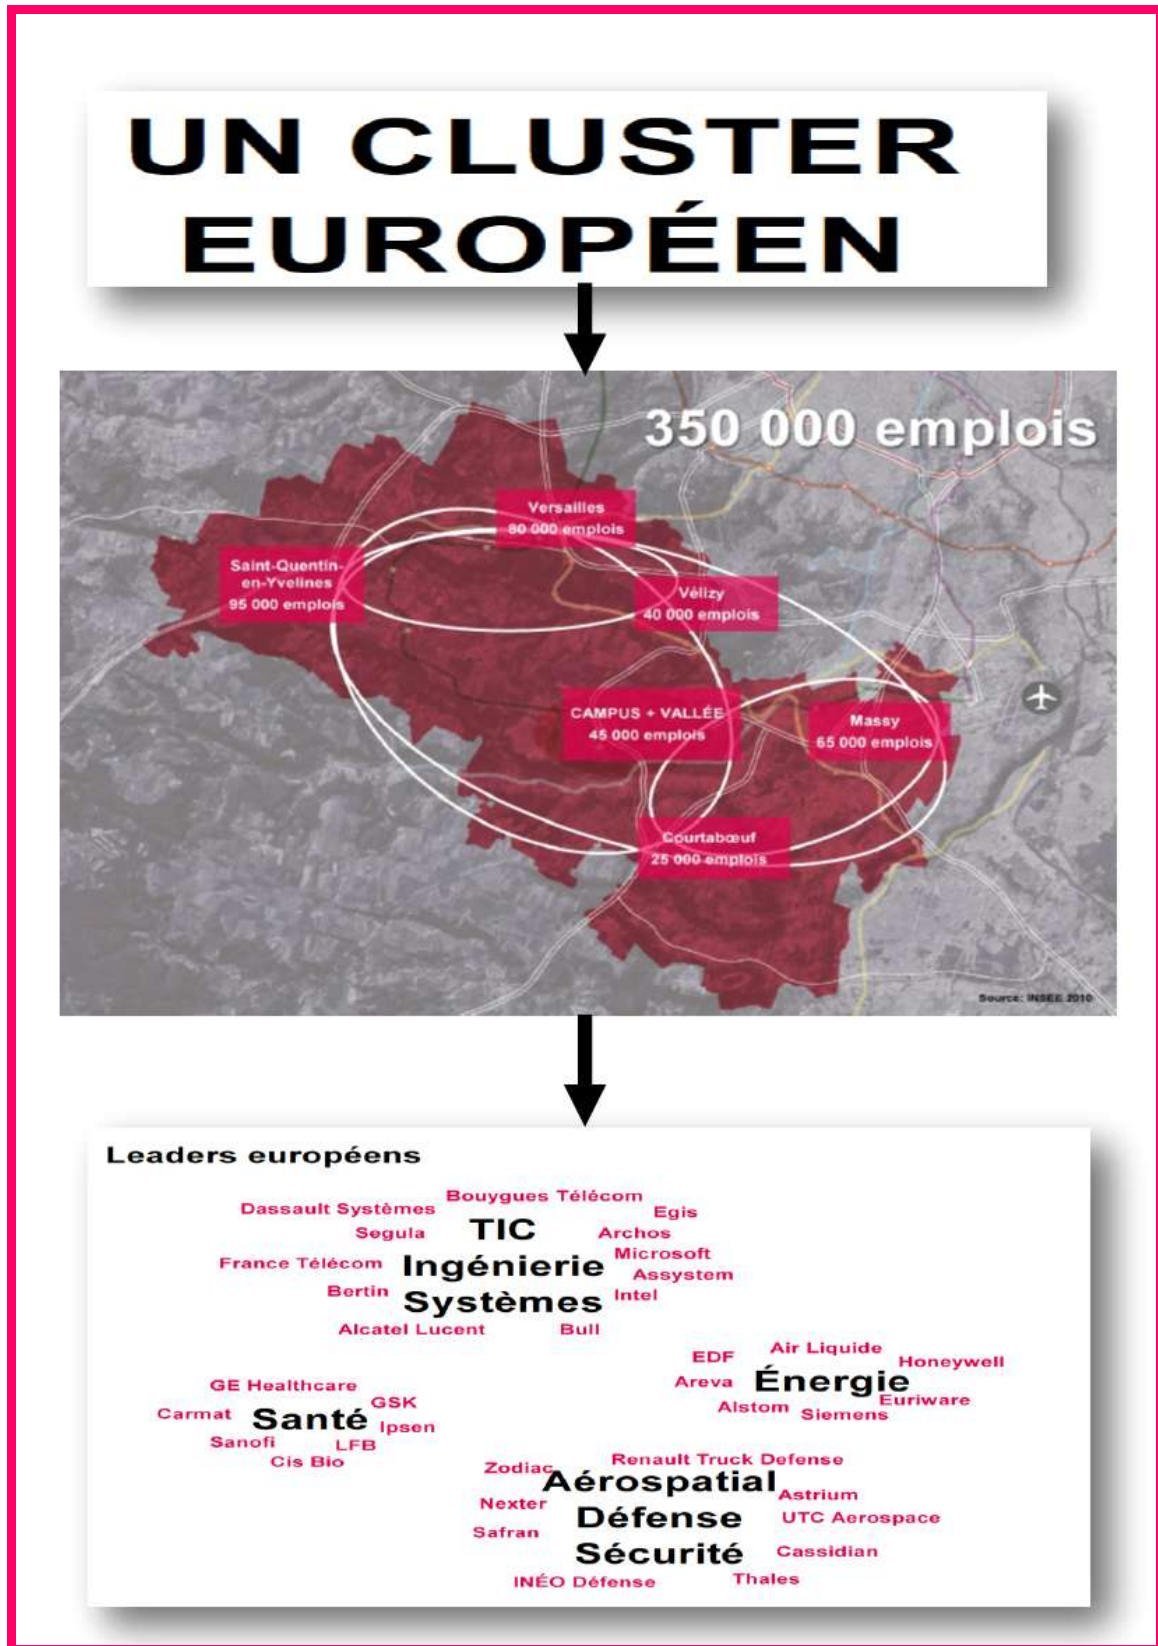 UN CLUSTER
EUROPÉEN
350 000 emplois
Versailles
80 000 emplois
Saint-Quentin-
en-Yvelines
95 000 emplois
Vélizy
40 000 emplois
CAMPUS + VALLÉE
45 000 emplois
Massy
65 000 emplois
Courtabœuf
25 000 emplois
Source: INSEE 2010
Leaders européens
Bouygues Télécom
Dassault Systèmes
Egis
Segula
TIC
Archos
Microsoft
France Télécom
Ingénierie
Assystem
Bertin
Systèmes
Intel
Alcatel Lucent
Bull
EDF
Air Liquide
Honeywell
Areva
Énergie
Alstom
Siemens
Euriware
GE Healthcare
GSK
Carmat
Santé
Ipsen
Sanofi
LFB
Cis Bio
Zodiac
Renault Truck Defense
Aérospatial
Astrium
Nexter
Défense
UTC Aerospace
Safran
Sécurité
Cassidian
INÉO Défense
Thales